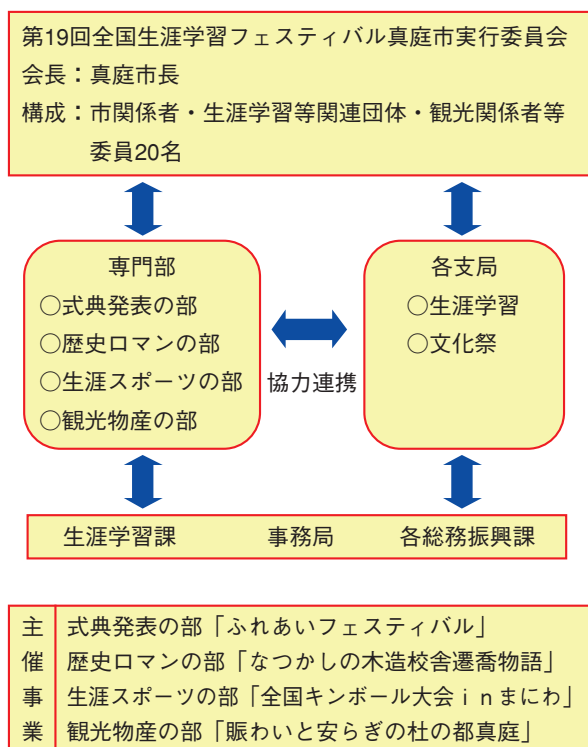 第19回全国生涯学習フェスティバル真庭市実行委員会
会長：真庭市長
構成：市関係者・生涯学習等関連団体・観光関係者等
委員20名
専門部
○式典発表の部
○歴史ロマンの部
○生涯スポーツの部
○観光物産の部
協力連携
各支局
○生涯学習
○文化祭
生涯学習課 事務局 各総務振興課
主催事業
式典発表の部「ふれあいフェスティバル」
歴史ロマンの部「なつかしの木造校舎遷喬物語」
生涯スポーツの部「全国キンボール大会ｉｎまにわ」
観光物産の部「賑わいと安らぎの杜の都真庭」